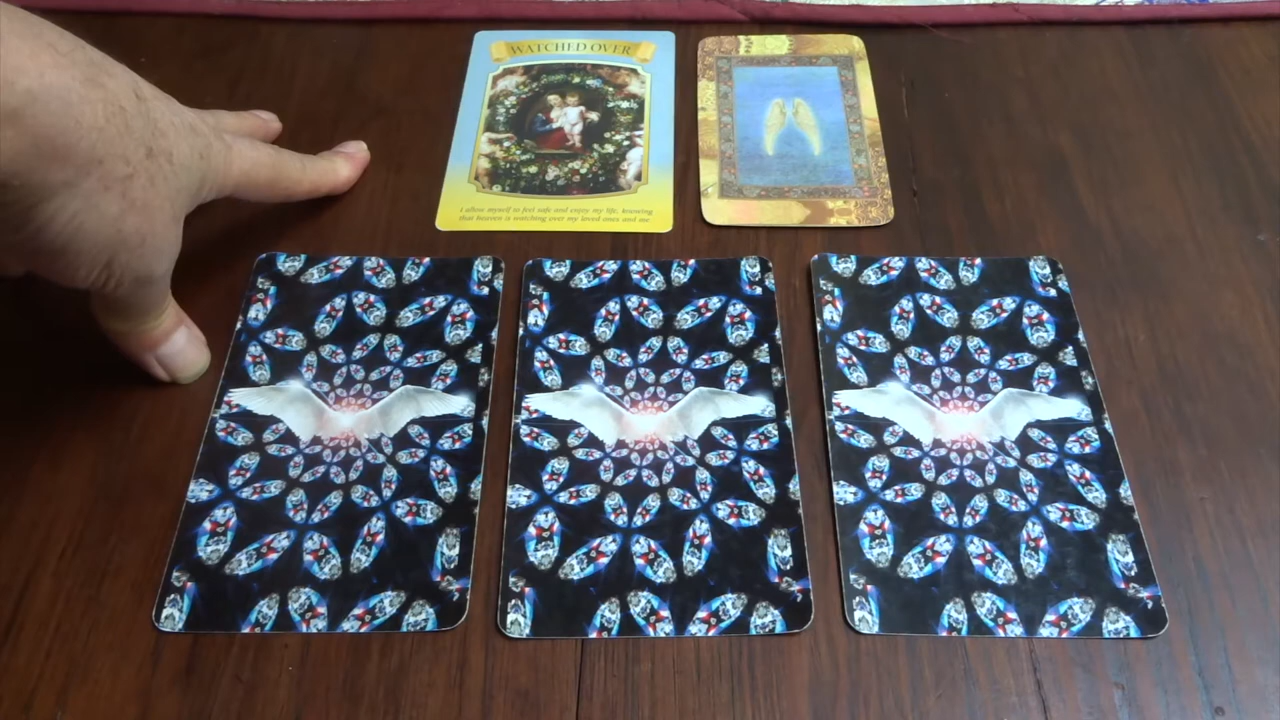 WATCHED OVER
I allow myself to feel safe and enjoy my life, knowing
that heaven is watching over my loved ones and me.